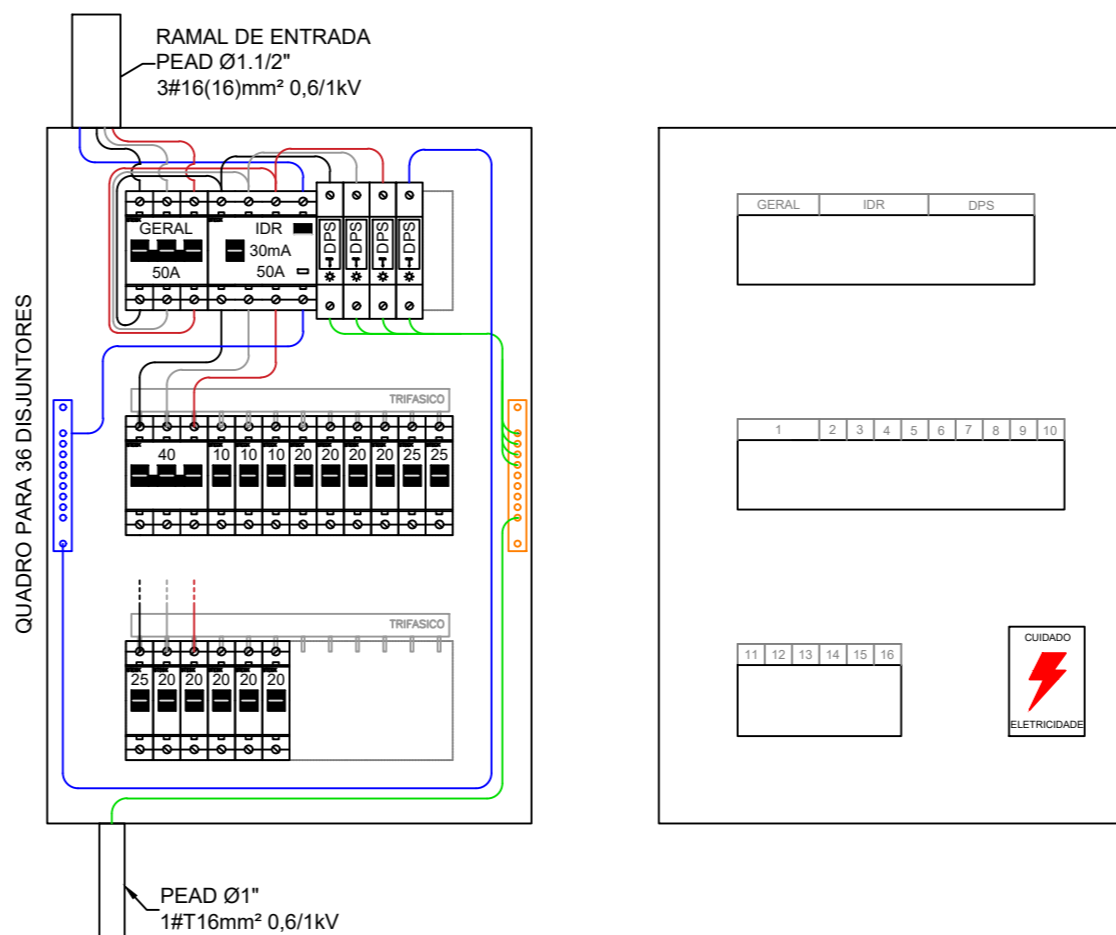 RAMAL DE ENTRADA
PEAD Ø1.1/2"
3#16(16)mm² 0,6/1kV
QUADRO PARA 36 DISJUNTORES
GERAL
50A
IDR
30mA
50A
DPS
DPS
DPS
DPS
TRIFASICO
40 10 10 10 20 20 20 20 25 25
TRIFASICO
25 20 20 20 20 20
PEAD Ø1"
1#T16mm² 0,6/1kV
GERAL IDR DPS
1 2 3 4 5 6 7 8 9 10
11 12 13 14 15 16
CUIDADO
ELETRICIDADE